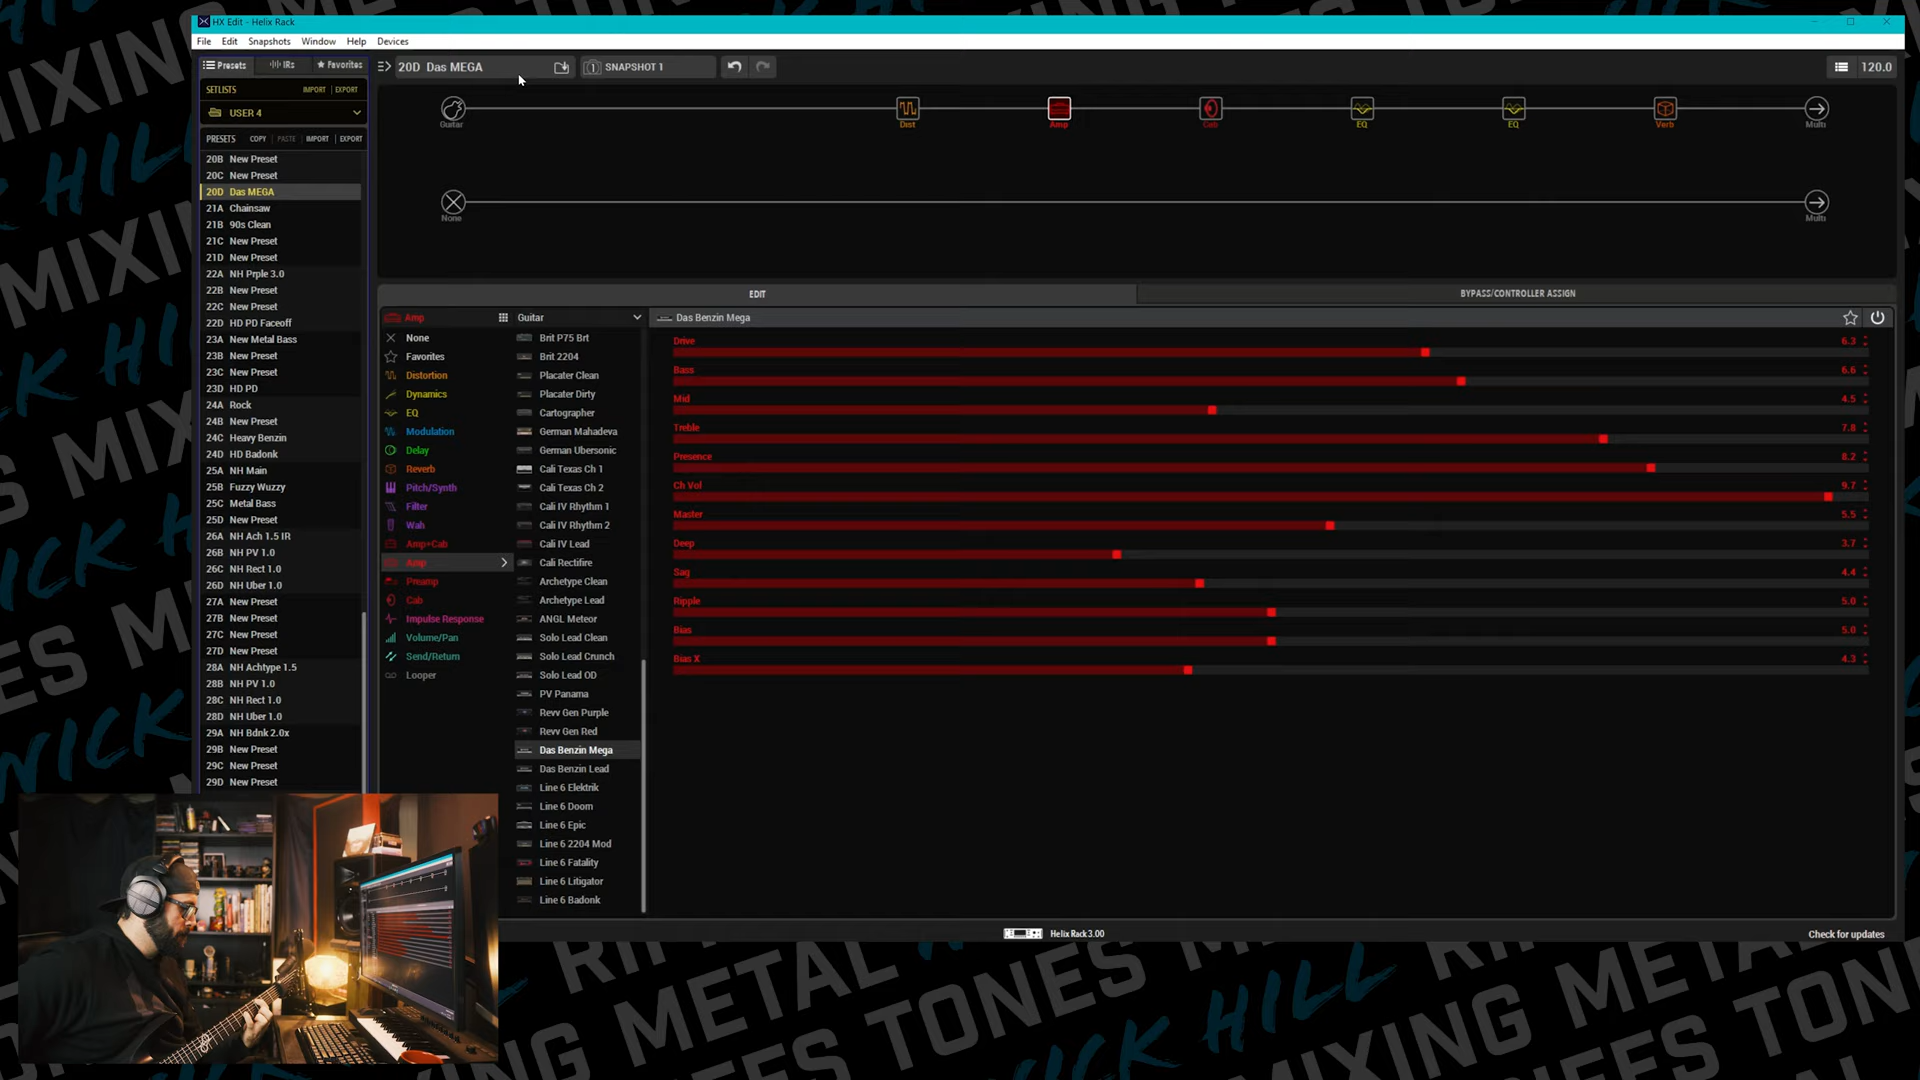 HX Edit - Helix Rack
File Edit Snapshots Window Help Devices
Presets IRs Favorites
20D Das MEGA
1 SNAPSHOT 1
120.0
SETLISTS IMPORT EXPORT
USER 4
PRESETS COPY PASTE IMPORT EXPORT
20B New Preset
20C New Preset
20D Das MEGA
21A Chainsaw
21B 90s Clean
21C New Preset
21D New Preset
22A NH Prple 3.0
22B New Preset
22C New Preset
22D HD PD Faceoff
23A New Metal Bass
23B New Preset
23C New Preset
23D HD PD
24A Rock
24B New Preset
24C Heavy Benzin
24D HD Badonk
25A NH Main
25B Fuzzy Wuzzy
25C Metal Bass
25D New Preset
26A NH Ach 1.5 IR
26B NH PV 1.0
26C NH Rect 1.0
26D NH Uber 1.0
27A New Preset
27B New Preset
27C New Preset
27D New Preset
28A NH Achtype 1.5
28B NH PV 1.0
28C NH Rect 1.0
28D NH Uber 1.0
29A NH Bdnk 2.0x
29B New Preset
29C New Preset
29D New Preset
Guitar Dist Amp Cab EQ EQ Verb Multi
None Multi
EDIT
BYPASS/CONTROLLER ASSIGN
Amp
None
Favorites
Distortion
Dynamics
EQ
Modulation
Delay
Reverb
Pitch/Synth
Filter
Wah
Amp+Cab
Amp
Preamp
Cab
Impulse Response
Volume/Pan
Send/Return
Looper
Guitar
Brit P75 Brt
Brit 2204
Placater Clean
Placater Dirty
Cartographer
German Mahadeva
German Ubersonic
Cali Texas Ch 1
Cali Texas Ch 2
Cali IV Rhythm 1
Cali IV Rhythm 2
Cali IV Lead
Cali Rectifire
Archetype Clean
Archetype Lead
ANGL Meteor
Solo Lead Clean
Solo Lead Crunch
Solo Lead OD
PV Panama
Revv Gen Purple
Revv Gen Red
Das Benzin Mega
Das Benzin Lead
Line 6 Elektrik
Line 6 Doom
Line 6 Epic
Line 6 2204 Mod
Line 6 Fatality
Line 6 Litigator
Line 6 Badonk
Das Benzin Mega
Drive 6.3
Bass 6.6
Mid 4.5
Treble 7.8
Presence 8.2
Ch Vol 9.7
Master 5.5
Deep 3.7
Sag 4.4
Ripple 5.0
Bias 5.0
Bias X 4.3
Helix Rack 3.00
Check for updates
MIXING
METAL
TONES
HILL